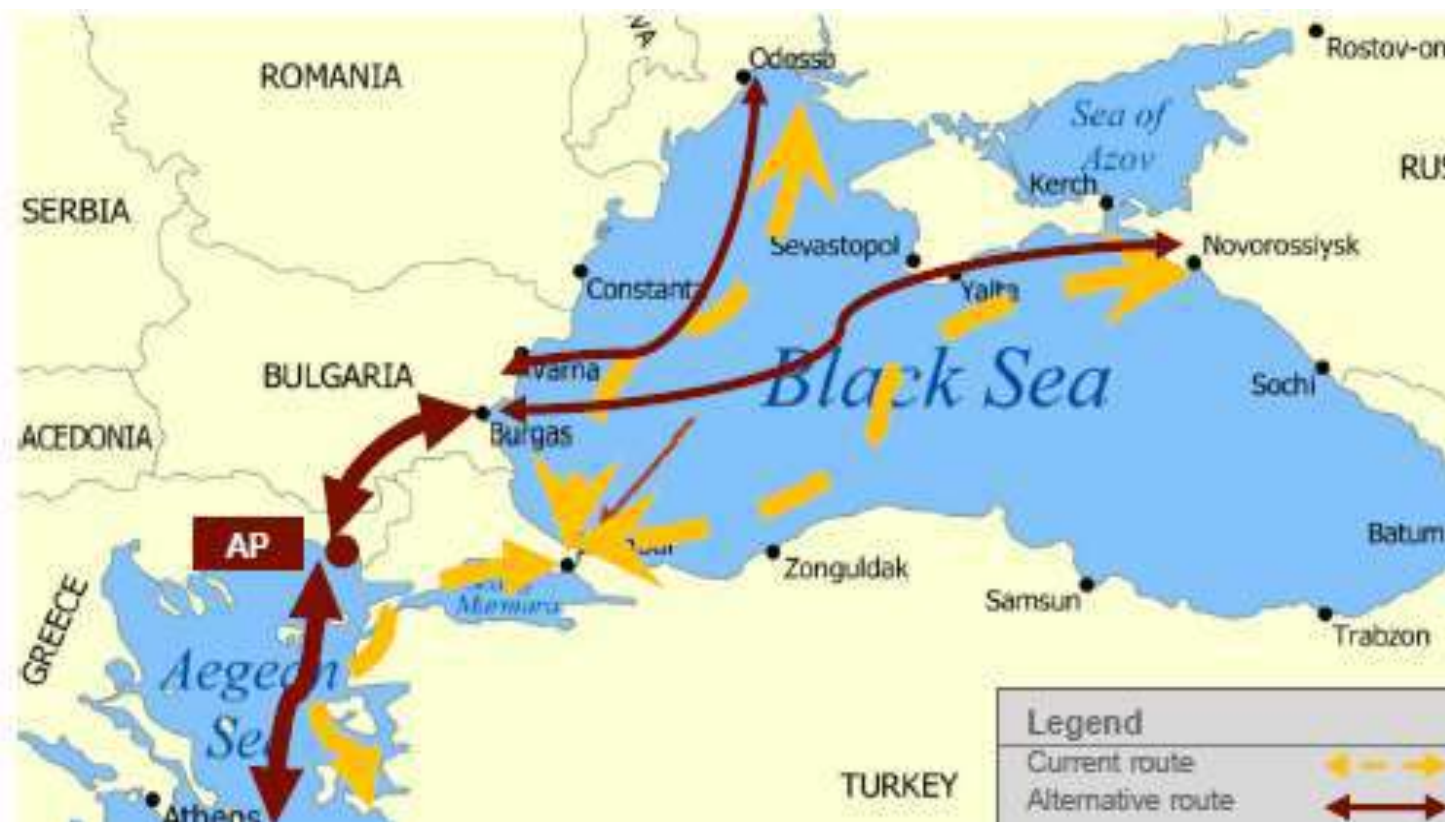 ROMANIA
Odessa
Rostov-on
Sea of
Azov
RUS
Kerch
SERBIA
Sevastopol
Novorossiysk
Constanta
Yalta
Varna
BULGARIA
Black Sea
Sochi
ACEDONIA
Burgas
AP
Batum
Zonguldak
Marmara
Samsun
GREECE
Trabzon
Aegean
Sea
Legend
Current route
TURKEY
Alternative route
Athens